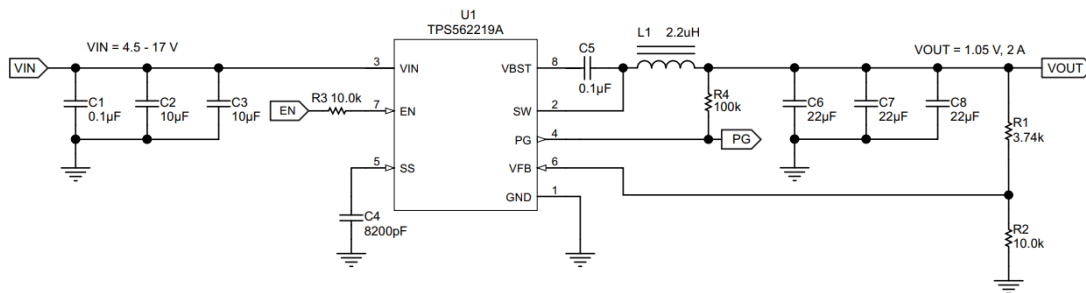 U1
TPS562219A
VIN = 4.5 - 17 V
VIN
C1
0.1µF
C2
10µF
C3
10µF
EN
R3 10.0k
3
VIN
7
EN
5
SS
C4
8200pF
VBST
8
SW
2
PG
4
VFB
6
GND
1
C5
0.1µF
L1 2.2uH
R4
100k
PG
VOUT = 1.05 V, 2 A
VOUT
C6
22µF
C7
22µF
C8
22µF
R1
3.74k
R2
10.0k